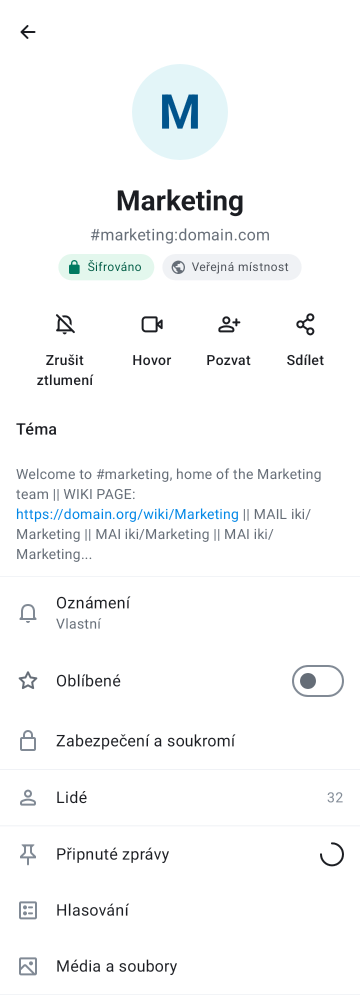 M
Marketing
#marketing:domain.com
Šifrováno Veřejná místnost
Zrušit ztlumení Hovor Pozvat Sdílet
Téma
Welcome to #marketing, home of the Marketing
team || WIKI PAGE:
https://domain.org/wiki/Marketing || MAIL iki/
Marketing || MAI iki/Marketing || MAI iki/
Marketing...
Oznámení
Vlastní
Oblíbené
Zabezpečení a soukromí
Lidé 32
Připnuté zprávy
Hlasování
Média a soubory